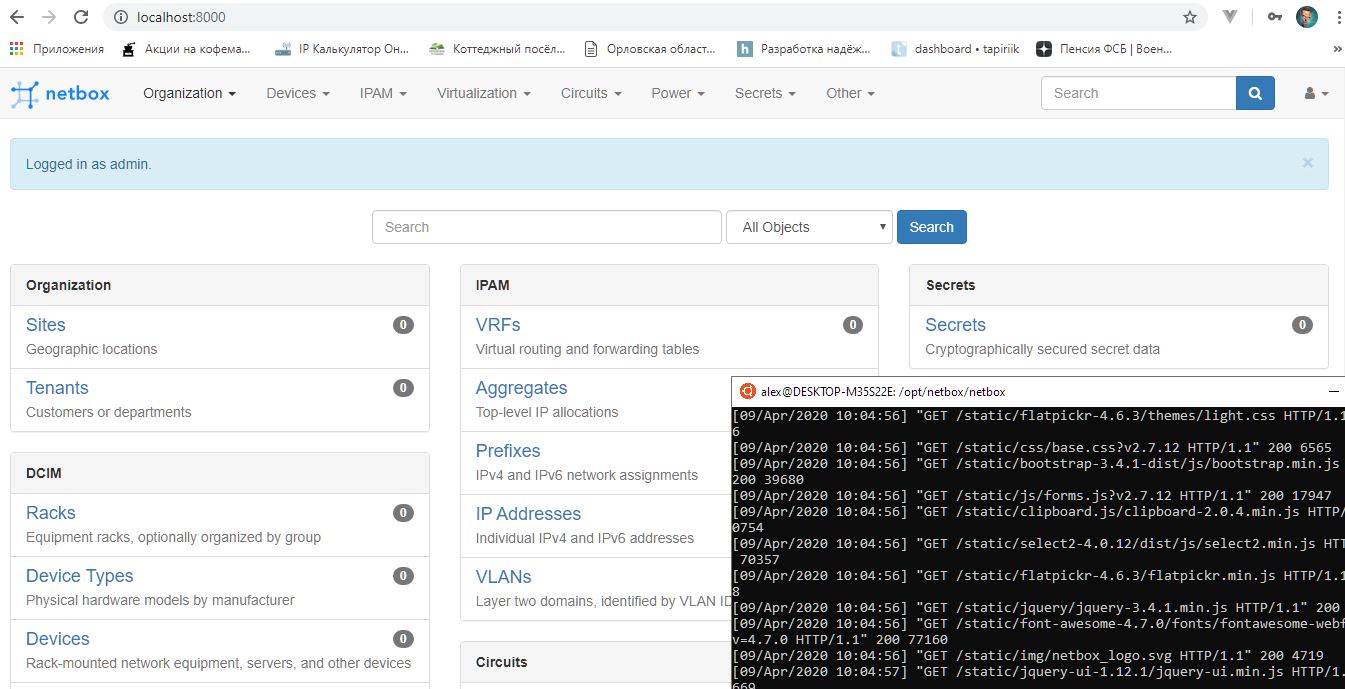 localhost:8000
Приложения Акции на кофема... IP Калькулятор Он... Коттеджный посёл... Орловская област... Разработка надёж... dashboard • tapiriik Пенсия ФСБ | Воен... »
netbox Organization Devices IPAM Virtualization Circuits Power Secrets Other Search
Logged in as admin. ×
Search All Objects Search
Organization
Sites 0
Geographic locations
Tenants 0
Customers or departments
DCIM
Racks 0
Equipment racks, optionally organized by group
Device Types 0
Physical hardware models by manufacturer
Devices 0
Rack-mounted network equipment, servers, and other devices
IPAM
VRFs 0
Virtual routing and forwarding tables
Aggregates
Top-level IP allocations
Prefixes
IPv4 and IPv6 network assignments
IP Addresses
Individual IPv4 and IPv6 addresses
VLANs
Layer two domains, identified by VLAN ID
Circuits
Secrets
Secrets 0
Cryptographically secured secret data
alex@DESKTOP-M35S22E: /opt/netbox/netbox
[09/Apr/2020 10:04:56] "GET /static/flatpickr-4.6.3/themes/light.css HTTP/1.1
6
[09/Apr/2020 10:04:56] "GET /static/css/base.css?v2.7.12 HTTP/1.1" 200 6565
[09/Apr/2020 10:04:56] "GET /static/bootstrap-3.4.1-dist/js/bootstrap.min.js
200 39680
[09/Apr/2020 10:04:56] "GET /static/js/forms.js?v2.7.12 HTTP/1.1" 200 17947
[09/Apr/2020 10:04:56] "GET /static/clipboard.js/clipboard-2.0.4.min.js HTTP/
0754
[09/Apr/2020 10:04:56] "GET /static/select2-4.0.12/dist/js/select2.min.js HTT
70357
[09/Apr/2020 10:04:56] "GET /static/flatpickr-4.6.3/flatpickr.min.js HTTP/1.1
8
[09/Apr/2020 10:04:56] "GET /static/jquery/jquery-3.4.1.min.js HTTP/1.1" 200
[09/Apr/2020 10:04:56] "GET /static/font-awesome-4.7.0/fonts/fontawesome-webf
v=4.7.0 HTTP/1.1" 200 77160
[09/Apr/2020 10:04:56] "GET /static/img/netbox_logo.svg HTTP/1.1" 200 4719
[09/Apr/2020 10:04:57] "GET /static/jquery-ui-1.12.1/jquery-ui.min.js HTTP/1.
669